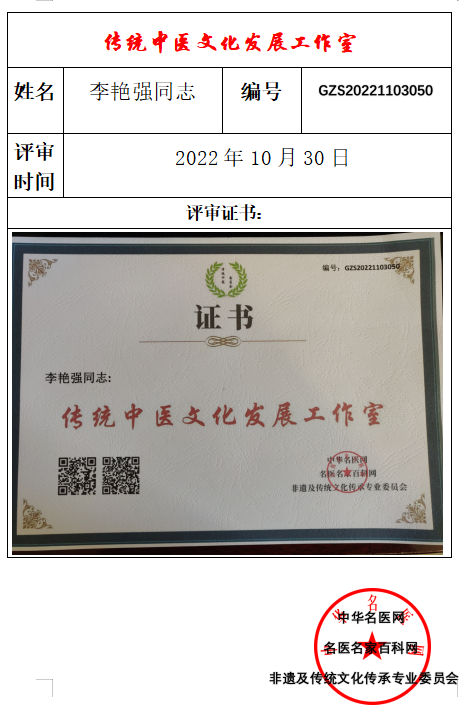 传统中医文化发展工作室
姓名 李艳强同志 编号 GZS20221103050
评审时间 2022年10月30日
评审证书:
编号: GZS20221103050
证书
李艳强同志:
传统中医文化发展工作室
中华名医网
名医名家百科网
非遗及传统文化传承专业委员会
中华名医网
中华名医网
名医名家百科网
非遗及传统文化传承专业委员会